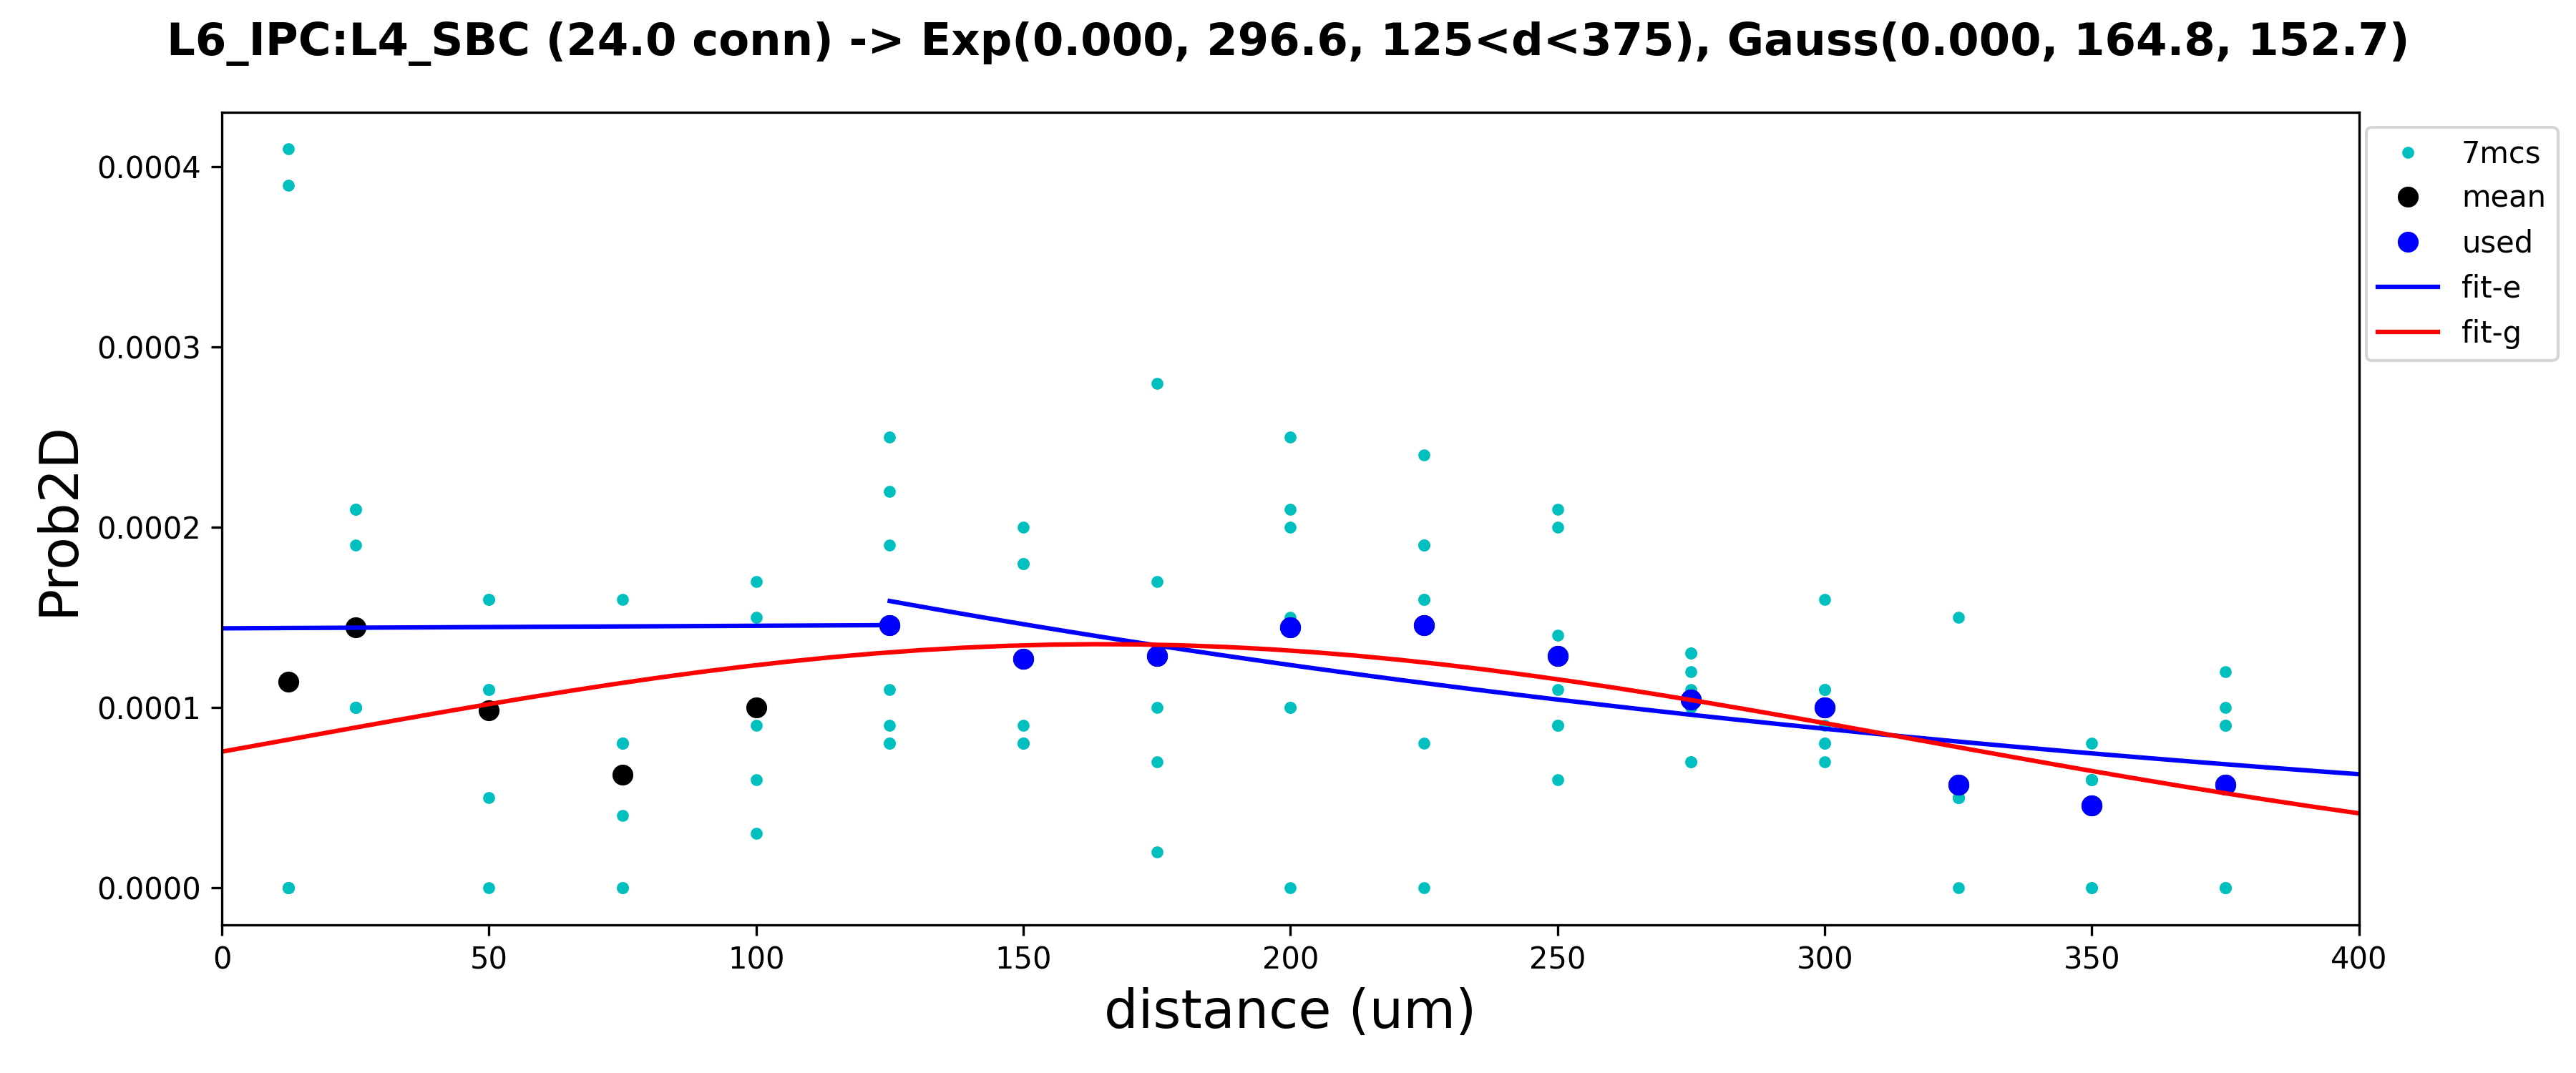 L6_IPC:L4_SBC (24.0 conn) -> Exp(0.000, 296.6, 125<d<375), Gauss(0.000, 164.8, 152.7)
7mcs
mean
used
fit-e
fit-g
Prob2D
0.0004
0.0003
0.0002
0.0001
0.0000
0 50 100 150 200 250 300 350 400
distance (um)